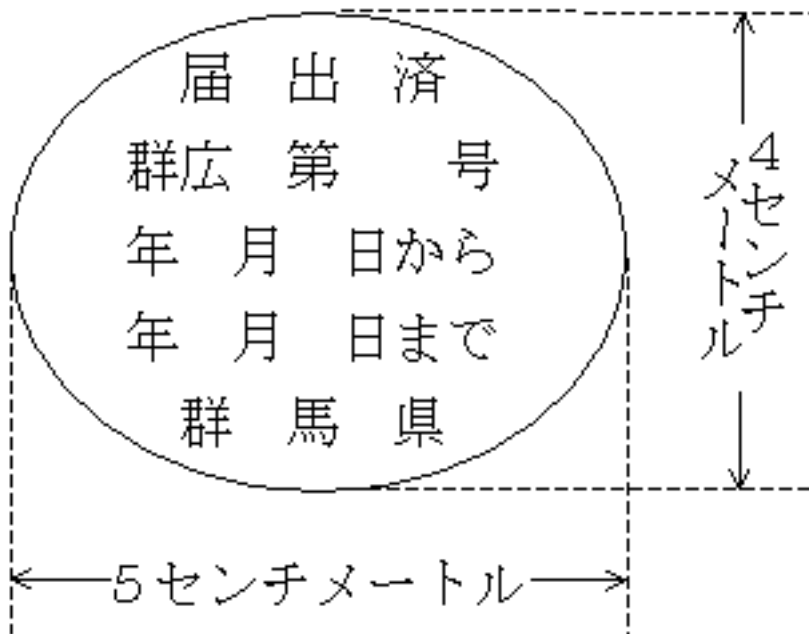 届出済
群広第　号
年　月　日から
年　月　日まで
群馬県
4センチメートル
5センチメートル